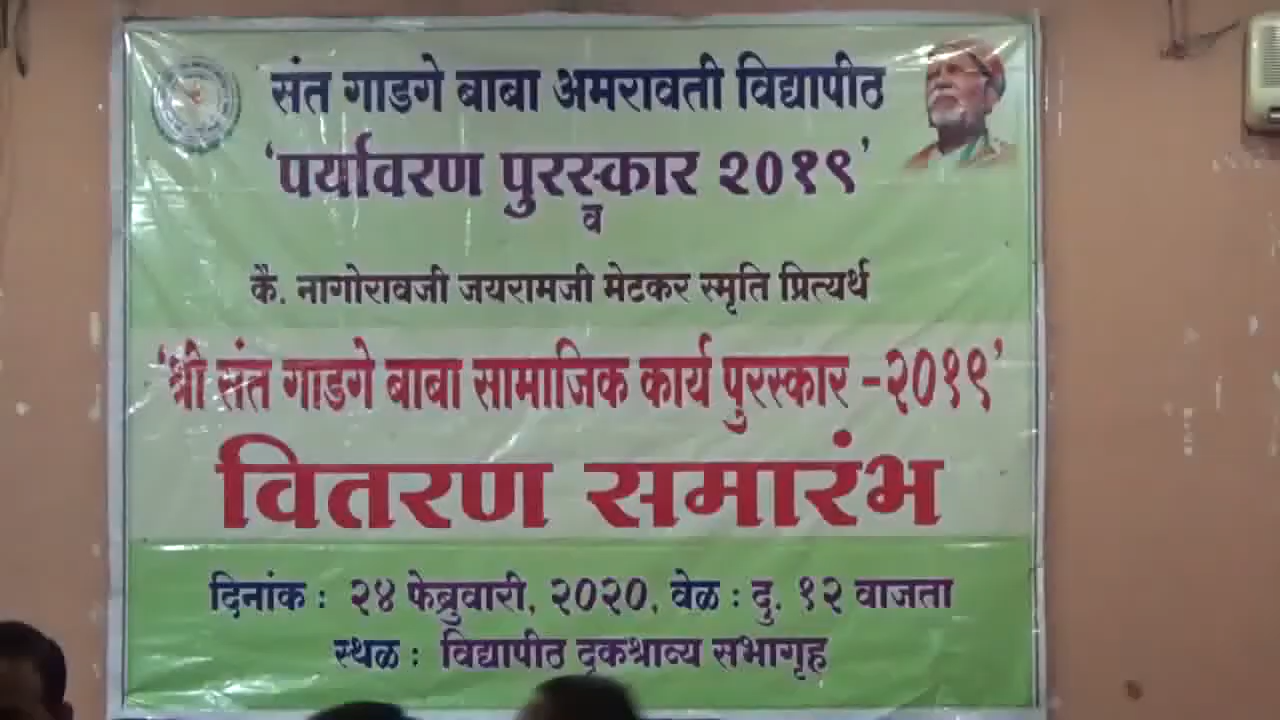 संत गाडगे बाबा अमरावती विद्यापीठ
'पर्यावरण पुरस्कार २०१९'
व
कै. नागोरावजी जयरामजी मेटकर स्मृति प्रित्यर्थ
'श्री संत गाडगे बाबा सामाजिक कार्य पुरस्कार -२०१९'
वितरण समारंभ
दिनांक : २४ फेब्रुवारी, २०२०, वेळ : दु. १२ वाजता
स्थळ : विद्यापीठ दृकश्राव्य सभागृह